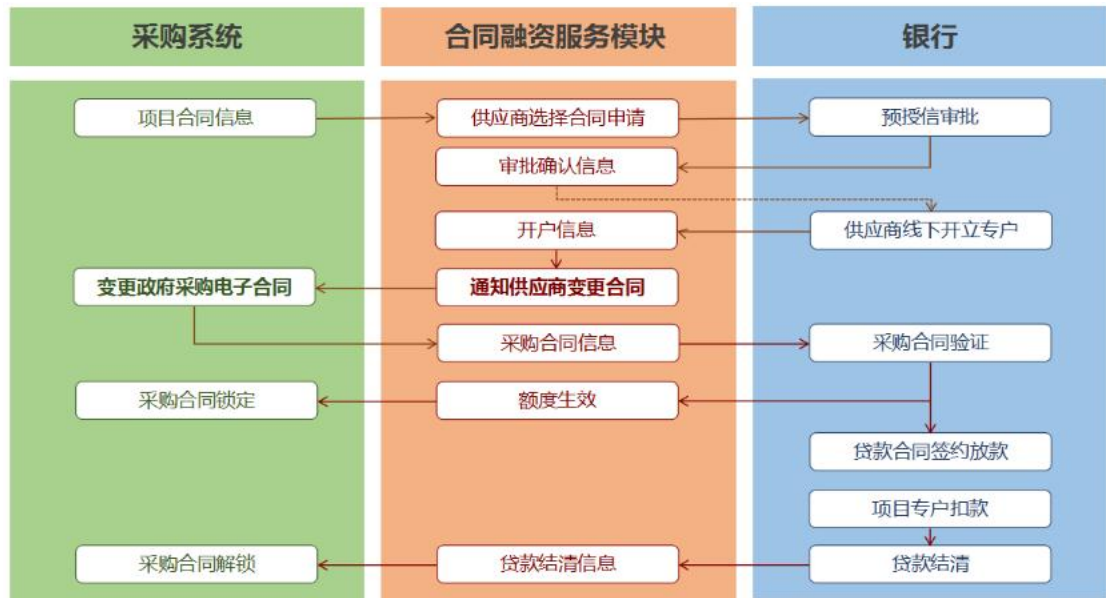 采购系统
合同融资服务模块
银行
项目合同信息
供应商选择合同申请
预授信审批
审批确认信息
开户信息
供应商线下开立专户
变更政府采购电子合同
通知供应商变更合同
采购合同信息
采购合同验证
采购合同锁定
额度生效
贷款合同签约放款
项目专户扣款
采购合同解锁
贷款结清信息
贷款结清